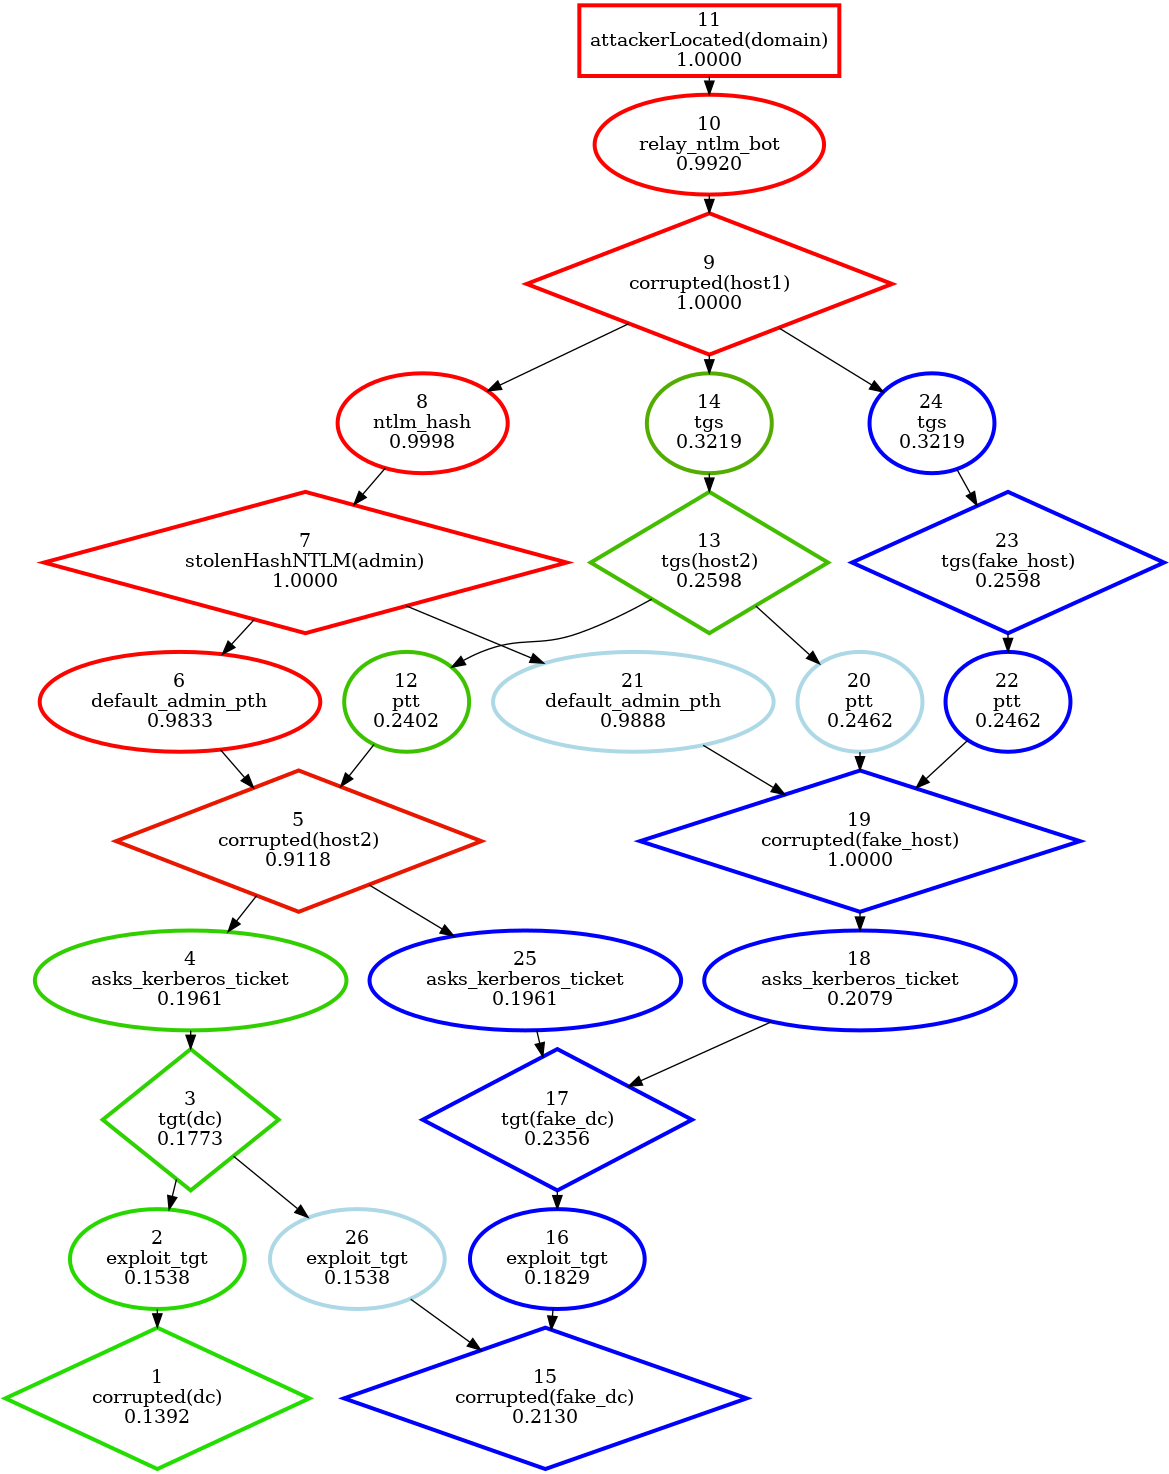 11
attackerLocated(domain)
1.0000
10
relay_ntlm_bot
0.9920
9
corrupted(host1)
1.0000
8
ntlm_hash
0.9998
14
tgs
0.3219
24
tgs
0.3219
7
stolenHashNTLM(admin)
1.0000
13
tgs(host2)
0.2598
23
tgs(fake_host)
0.2598
6
default_admin_pth
0.9833
12
ptt
0.2402
21
default_admin_pth
0.9888
20
ptt
0.2462
22
ptt
0.2462
5
corrupted(host2)
0.9118
19
corrupted(fake_host)
1.0000
4
asks_kerberos_ticket
0.1961
25
asks_kerberos_ticket
0.1961
18
asks_kerberos_ticket
0.2079
3
tgt(dc)
0.1773
17
tgt(fake_dc)
0.2356
2
exploit_tgt
0.1538
26
exploit_tgt
0.1538
16
exploit_tgt
0.1829
1
corrupted(dc)
0.1392
15
corrupted(fake_dc)
0.2130